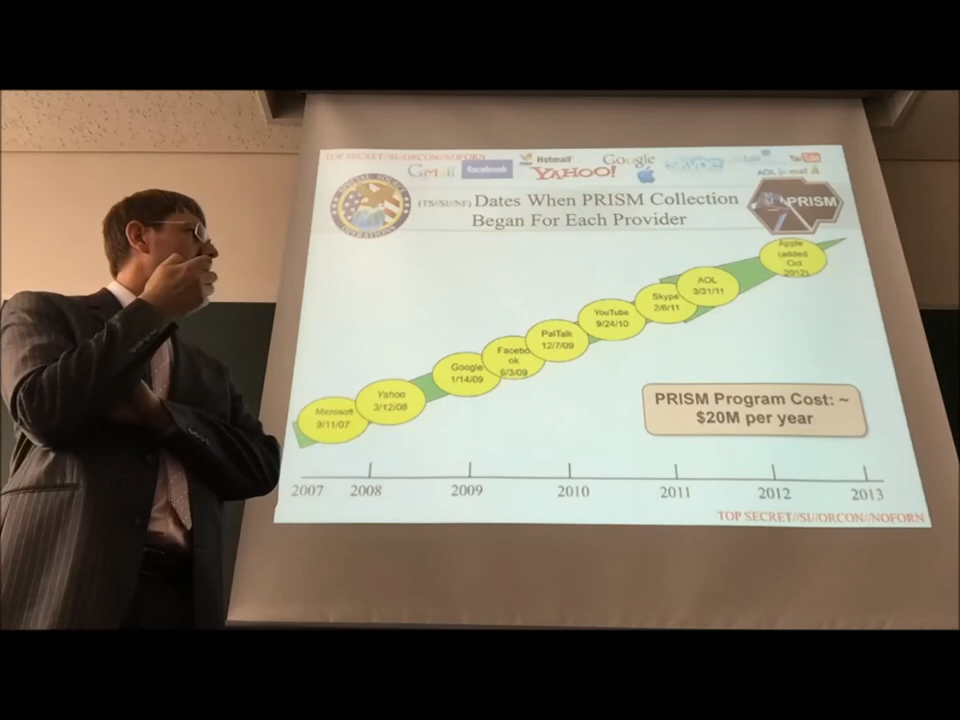 TOP SECRET//SI//ORCON//NOFORN
Gmail
facebook
Hotmail
YAHOO!
Google
skype
YouTube
AOL mail
SPECIAL SOURCE OPERATIONS
(TS//SI//NF) Dates When PRISM Collection
Began For Each Provider
PRISM
Apple
(added
Oct
2012)
AOL
3/31/11
Skype
2/6/11
YouTube
9/24/10
PalTalk
12/7/09
Facebo
ok
6/3/09
Google
1/14/09
Yahoo
3/12/08
Microsoft
9/11/07
PRISM Program Cost: ~
$20M per year
2007 2008 2009 2010 2011 2012 2013
TOP SECRET//SI//ORCON//NOFORN